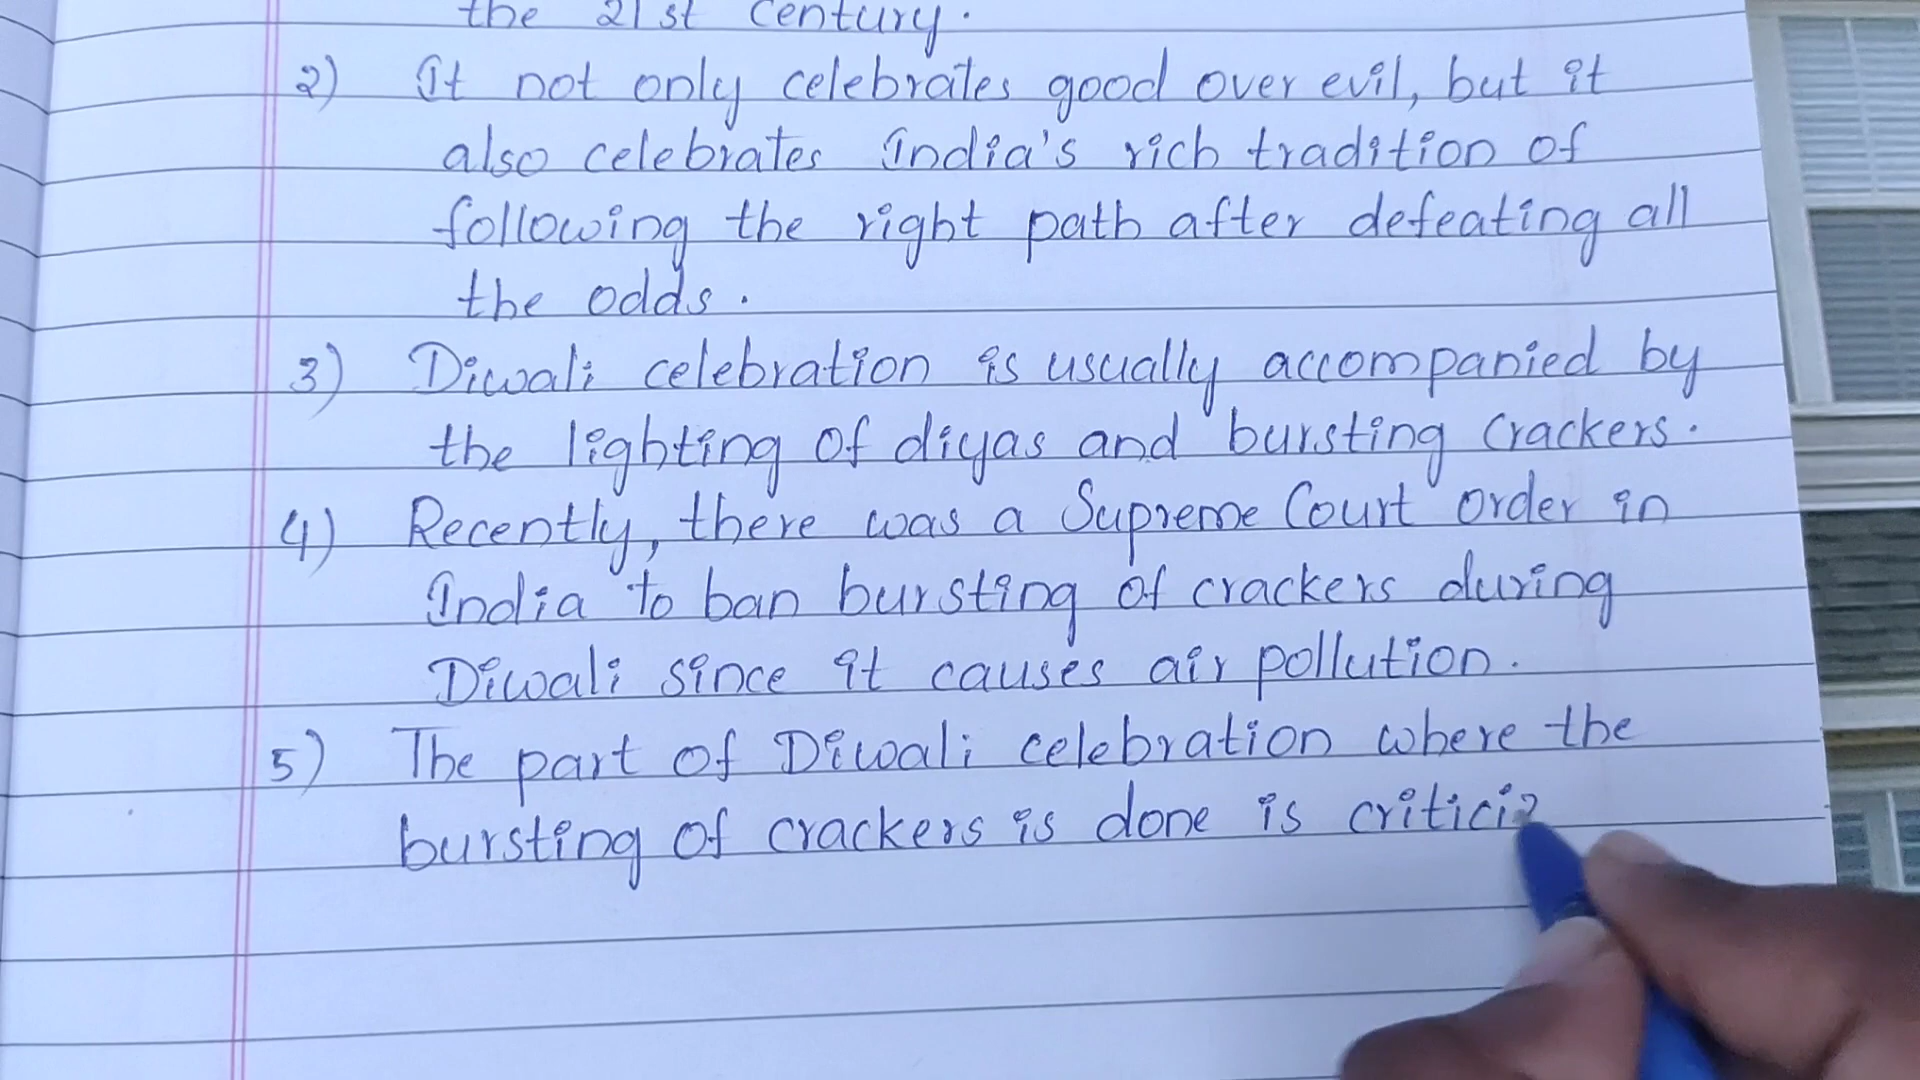 the 21st century.
2) It not only celebrates good over evil, but it
also celebrates India's rich tradition of
following the right path after defeating all
the odds.
3) Diwali celebration is usually accompanied by
the lighting of diyas and bursting crackers.
4) Recently, there was a Supreme Court order in
India to ban bursting of crackers during
Diwali since it causes air pollution.
5) The part of Diwali celebration where the
bursting of crackers is done is criticiz